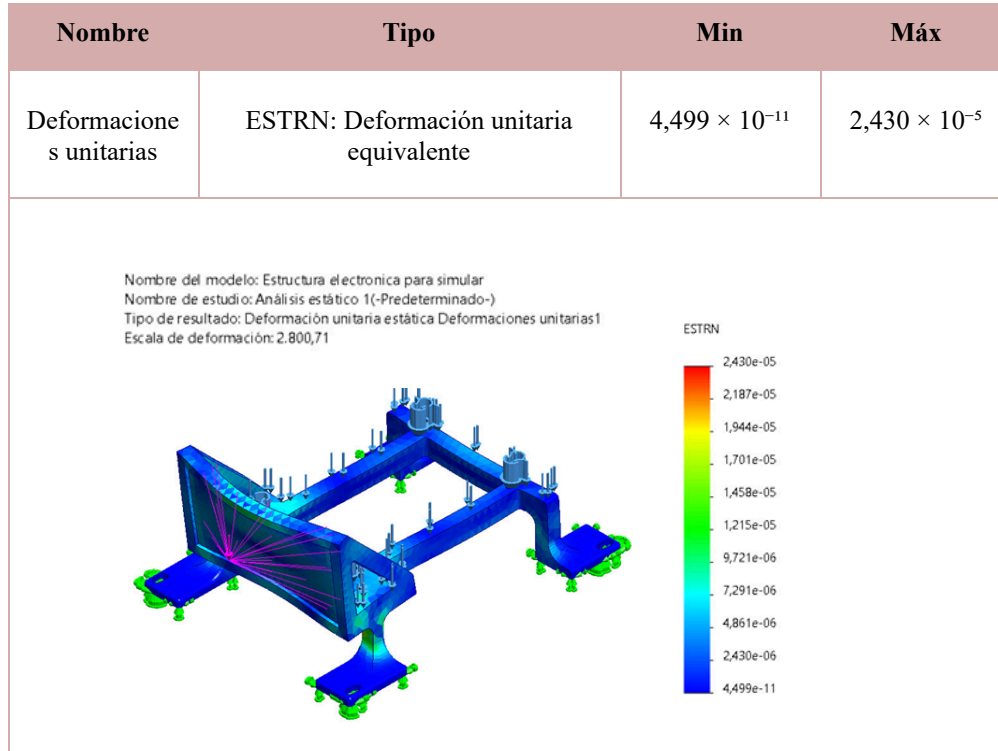 Nombre Tipo Min Máx
Deformacione ESTRN: Deformación unitaria 4,499 × 10⁻¹¹ 2,430 × 10⁻⁵
s unitarias equivalente
Nombre del modelo: Estructura electronica para simular
Nombre de estudio: Análisis estático 1(-Predeterminado-)
Tipo de resultado: Deformación unitaria estática Deformaciones unitarias1
Escala de deformación: 2.800,71
ESTRN
2,430e-05
2,187e-05
1,944e-05
1,701e-05
1,458e-05
1,215e-05
9,721e-06
7,291e-06
4,861e-06
2,430e-06
4,499e-11